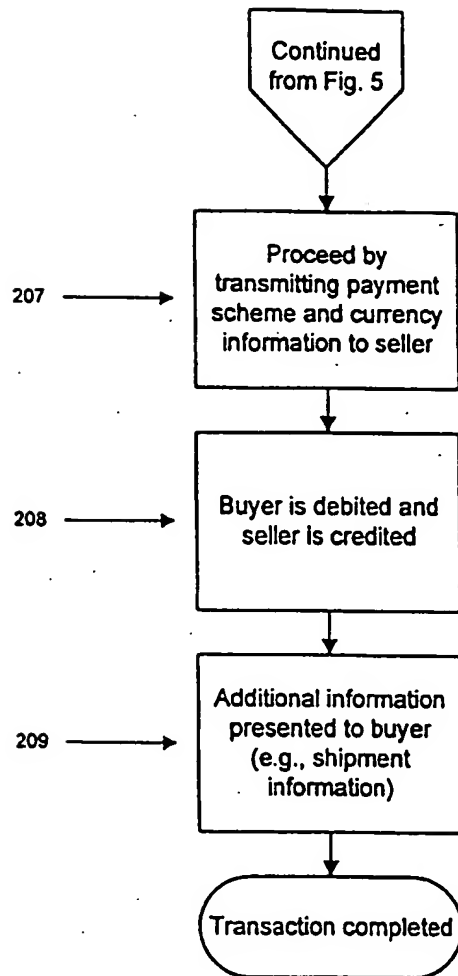 Continued
from Fig. 5
207
Proceed by
transmitting payment
scheme and currency
information to seller
208
Buyer is debited and
seller is credited
209
Additional information
presented to buyer
(e.g., shipment
information)
Transaction completed